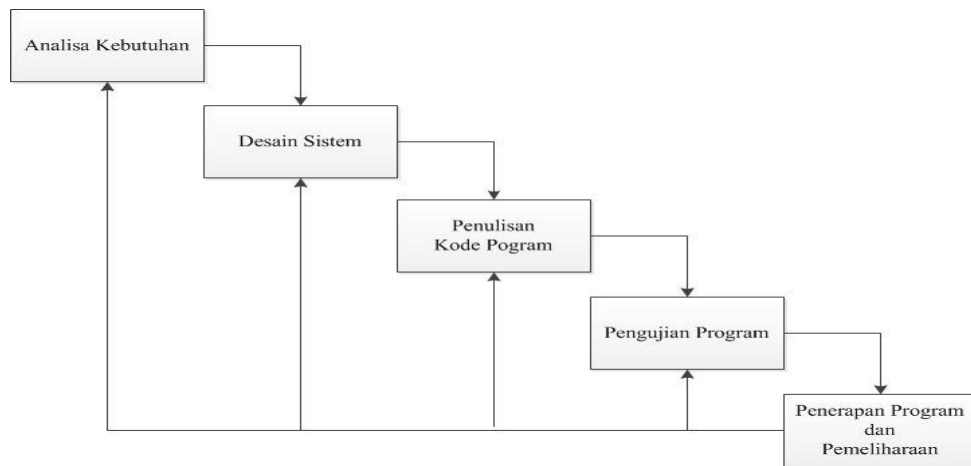 Analisa Kebutuhan
Desain Sistem
Penulisan
Kode Pogram
Pengujian Program
Penerapan Program
dan
Pemeliharaan